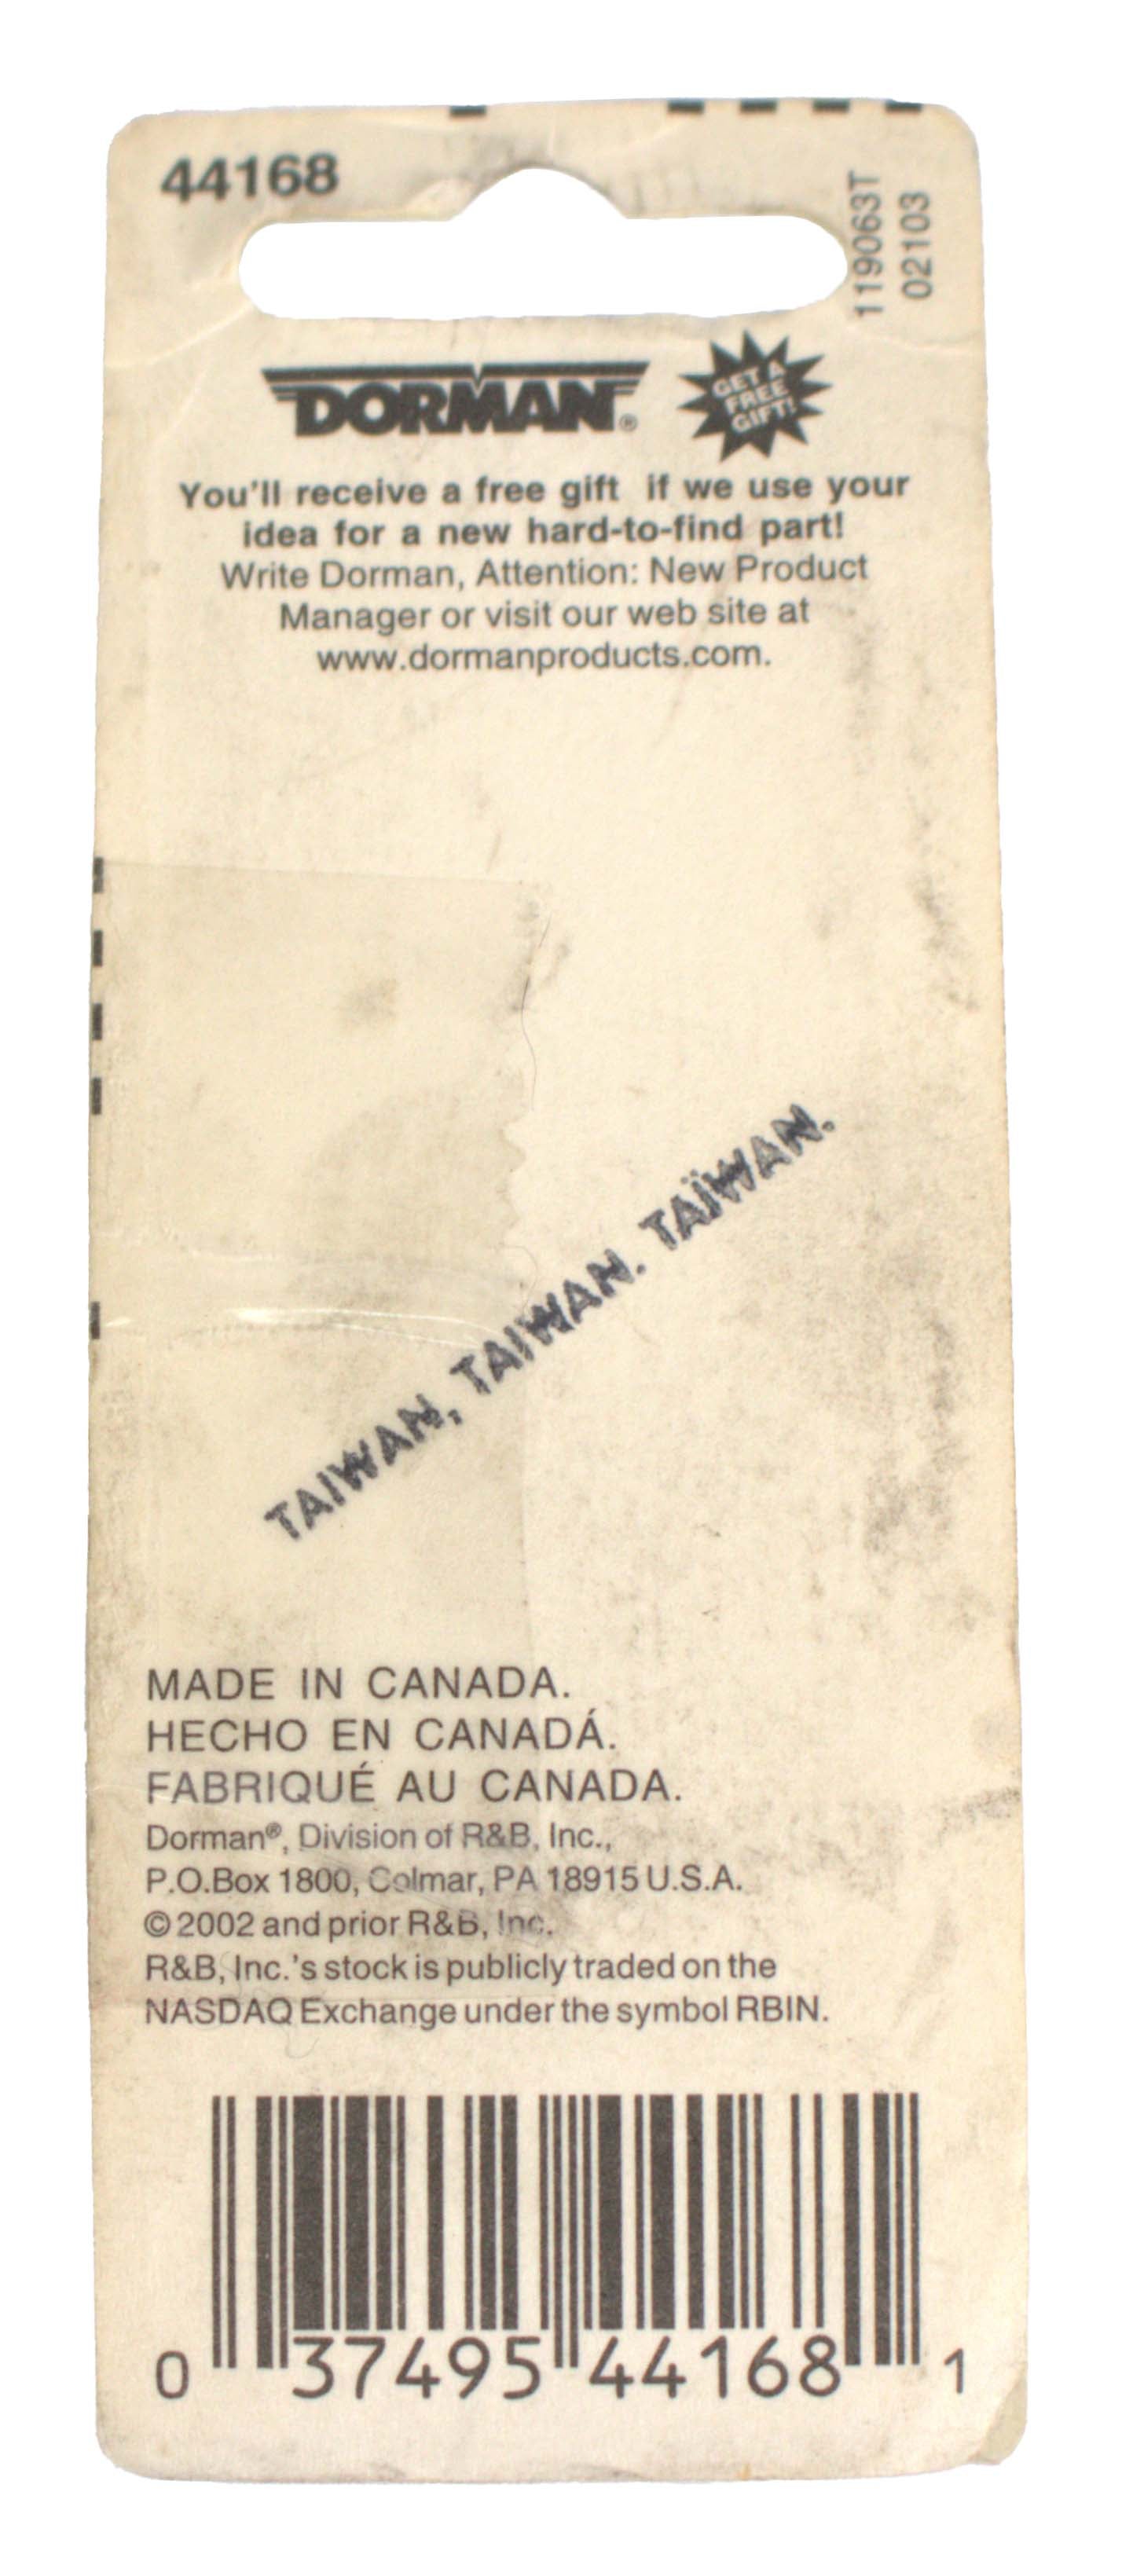 44168
119063T
02103
DORMAN®
GET A
FREE
GIFT!
You'll receive a free gift if we use your
idea for a new hard-to-find part!
Write Dorman, Attention: New Product
Manager or visit our web site at
www.dormanproducts.com.
TAIWAN, TAIWAN. TAÏWAN.
MADE IN CANADA.
HECHO EN CANADÁ.
FABRIQUÉ AU CANADA.
Dorman®, Division of R&B, Inc.,
P.O.Box 1800, Colmar, PA 18915 U.S.A.
© 2002 and prior R&B, Inc.
R&B, Inc.'s stock is publicly traded on the
NASDAQ Exchange under the symbol RBIN.
0 37495 44168 1